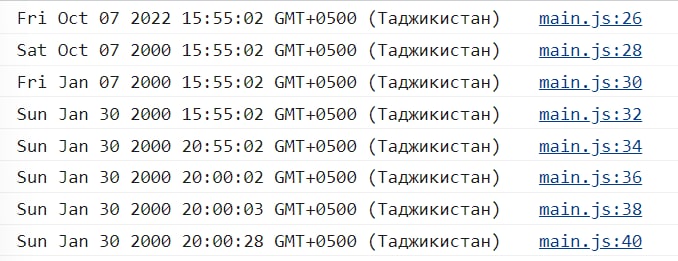 Fri Oct 07 2022 15:55:02 GMT+0500 (Таджикистан) main.js:26
Sat Oct 07 2000 15:55:02 GMT+0500 (Таджикистан) main.js:28
Fri Jan 07 2000 15:55:02 GMT+0500 (Таджикистан) main.js:30
Sun Jan 30 2000 15:55:02 GMT+0500 (Таджикистан) main.js:32
Sun Jan 30 2000 20:55:02 GMT+0500 (Таджикистан) main.js:34
Sun Jan 30 2000 20:00:02 GMT+0500 (Таджикистан) main.js:36
Sun Jan 30 2000 20:00:03 GMT+0500 (Таджикистан) main.js:38
Sun Jan 30 2000 20:00:28 GMT+0500 (Таджикистан) main.js:40